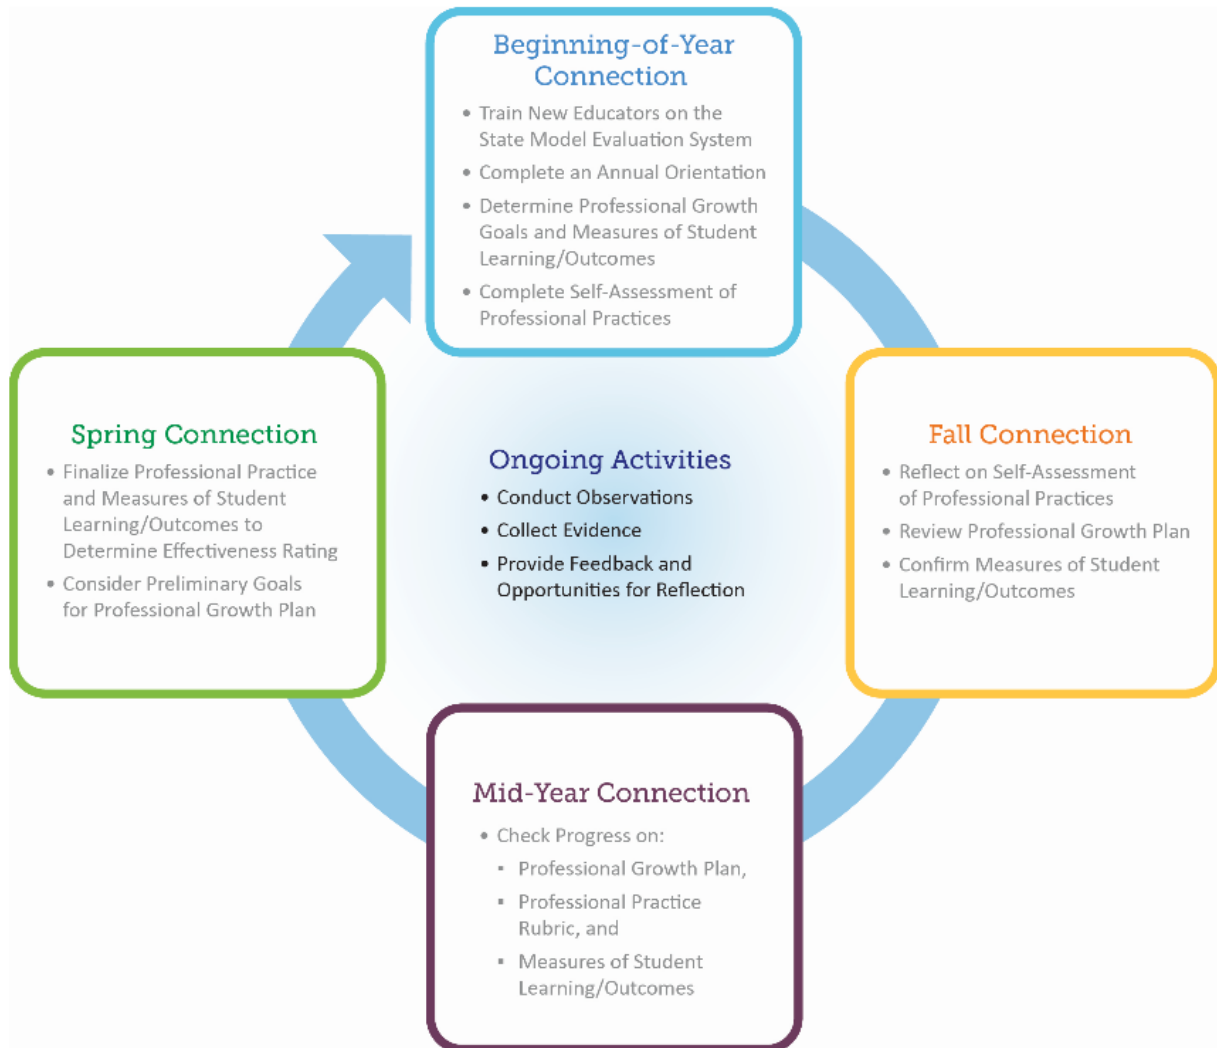 Beginning-of-Year
Connection
• Train New Educators on the
State Model Evaluation System
• Complete an Annual Orientation
• Determine Professional Growth
Goals and Measures of Student
Learning/Outcomes
• Complete Self-Assessment of
Professional Practices
Spring Connection
• Finalize Professional Practice
and Measures of Student
Learning/Outcomes to
Determine Effectiveness Rating
• Consider Preliminary Goals
for Professional Growth Plan
Ongoing Activities
• Conduct Observations
• Collect Evidence
• Provide Feedback and
Opportunities for Reflection
Fall Connection
• Reflect on Self-Assessment
of Professional Practices
• Review Professional Growth Plan
• Confirm Measures of Student
Learning/Outcomes
Mid-Year Connection
• Check Progress on:
▪ Professional Growth Plan,
▪ Professional Practice
Rubric, and
▪ Measures of Student
Learning/Outcomes